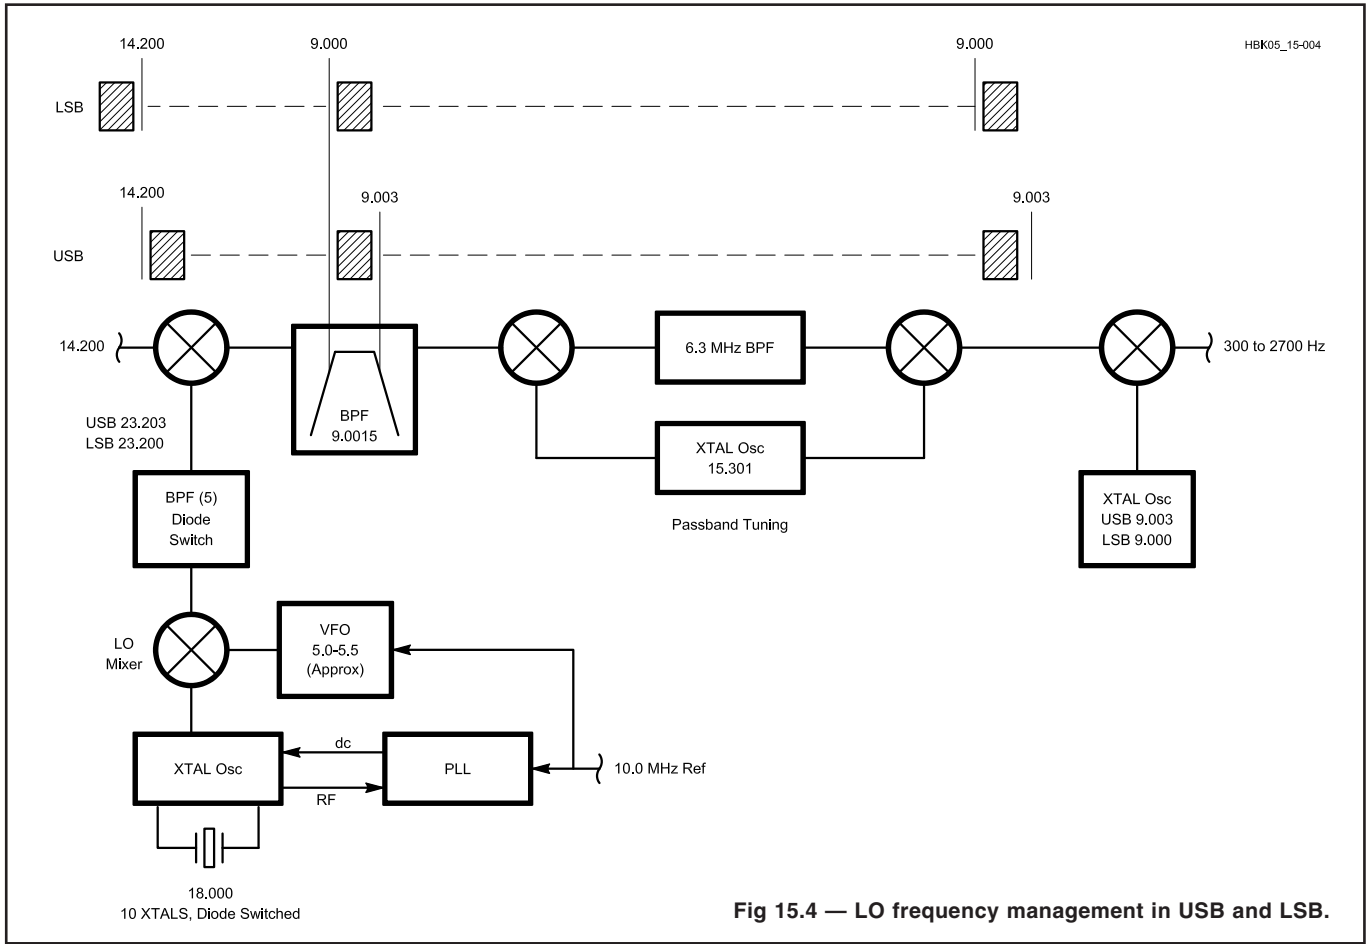 14.200
9.000
9.000
HBK05_15-004
LSB
14.200
9.003
9.003
USB
14.200
6.3 MHz BPF
300 to 2700 Hz
BPF
9.0015
USB 23.203
LSB 23.200
XTAL Osc
15.301
Passband Tuning
XTAL Osc
USB 9.003
LSB 9.000
BPF (5)
Diode
Switch
LO
Mixer
VFO
5.0-5.5
(Approx)
XTAL Osc
dc
RF
PLL
10.0 MHz Ref
18.000
10 XTALS, Diode Switched
Fig 15.4 — LO frequency management in USB and LSB.